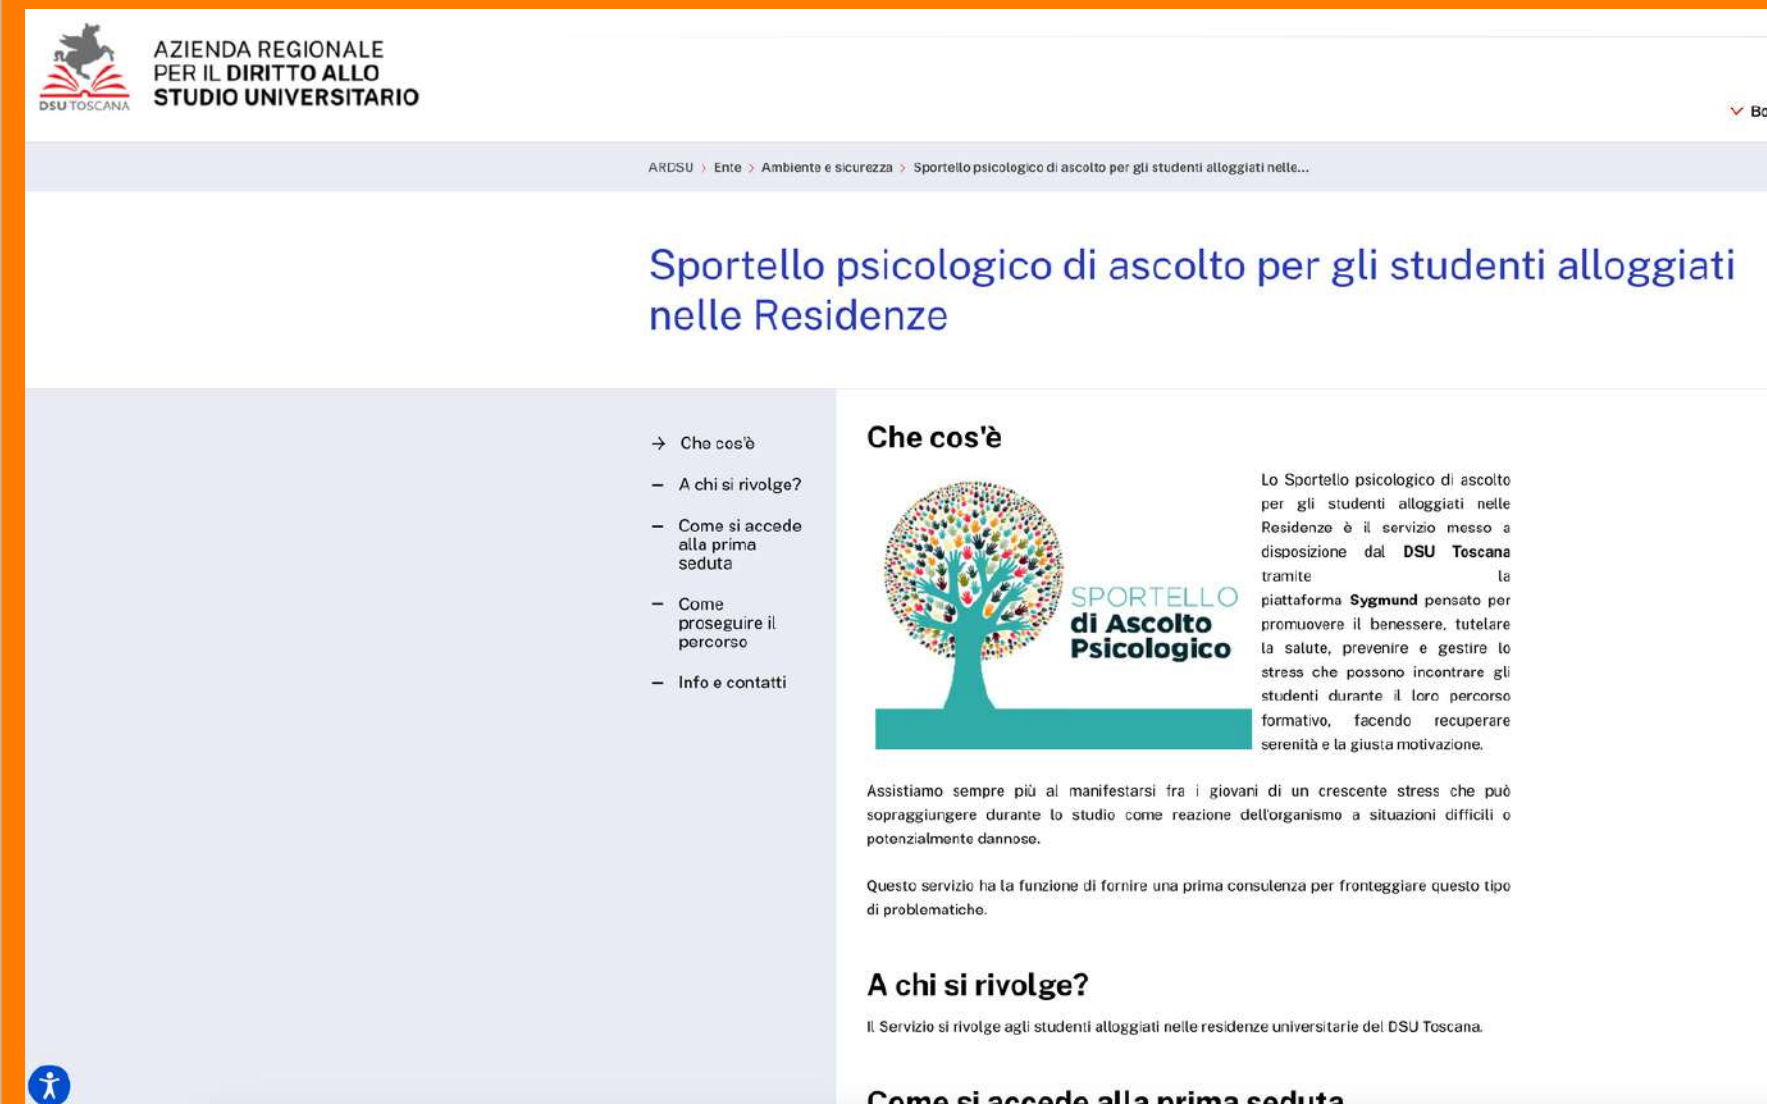 DSU TOSCANA
AZIENDA REGIONALE
PER IL DIRITTO ALLO
STUDIO UNIVERSITARIO
ARDSU > Ente > Ambiente e sicurezza > Sportello psicologico di ascolto per gli studenti alloggiati nelle...
Sportello psicologico di ascolto per gli studenti alloggiati
nelle Residenze
→ Che cos'è
– A chi si rivolge?
– Come si accede
alla prima
seduta
– Come
proseguire il
percorso
– Info e contatti
Che cos'è
SPORTELLO
di Ascolto
Psicologico
Lo Sportello psicologico di ascolto
per gli studenti alloggiati nelle
Residenze è il servizio messo a
disposizione dal DSU Toscana
tramite la
piattaforma Sygmund pensato per
promuovere il benessere, tutelare
la salute, prevenire e gestire lo
stress che possono incontrare gli
studenti durante il loro percorso
formativo, facendo recuperare
serenità e la giusta motivazione.
Assistiamo sempre più al manifestarsi fra i giovani di un crescente stress che può
sopraggiungere durante lo studio come reazione dell'organismo a situazioni difficili o
potenzialmente dannose.
Questo servizio ha la funzione di fornire una prima consulenza per fronteggiare questo tipo
di problematiche.
A chi si rivolge?
Il Servizio si rivolge agli studenti alloggiati nelle residenze universitarie del DSU Toscana.
Come si accede alla prima seduta